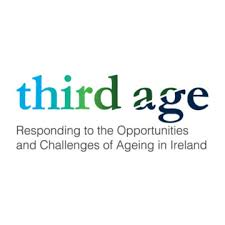 third age
Responding to the Opportunities
and Challenges of Ageing in Ireland